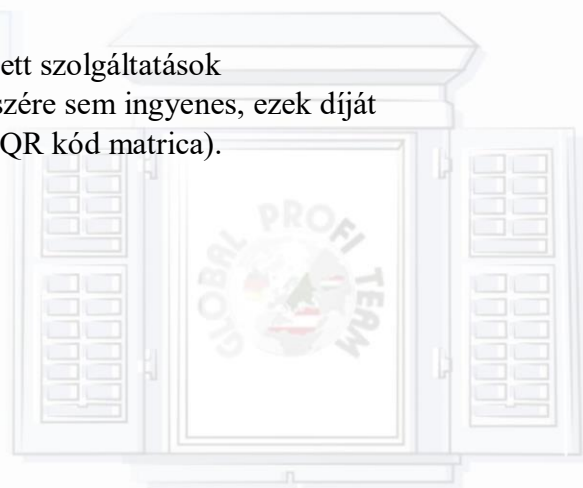 ett szolgáltatások
szére sem ingyenes, ezek díját
QR kód matrica).
GLOBAL PROFI TEAM